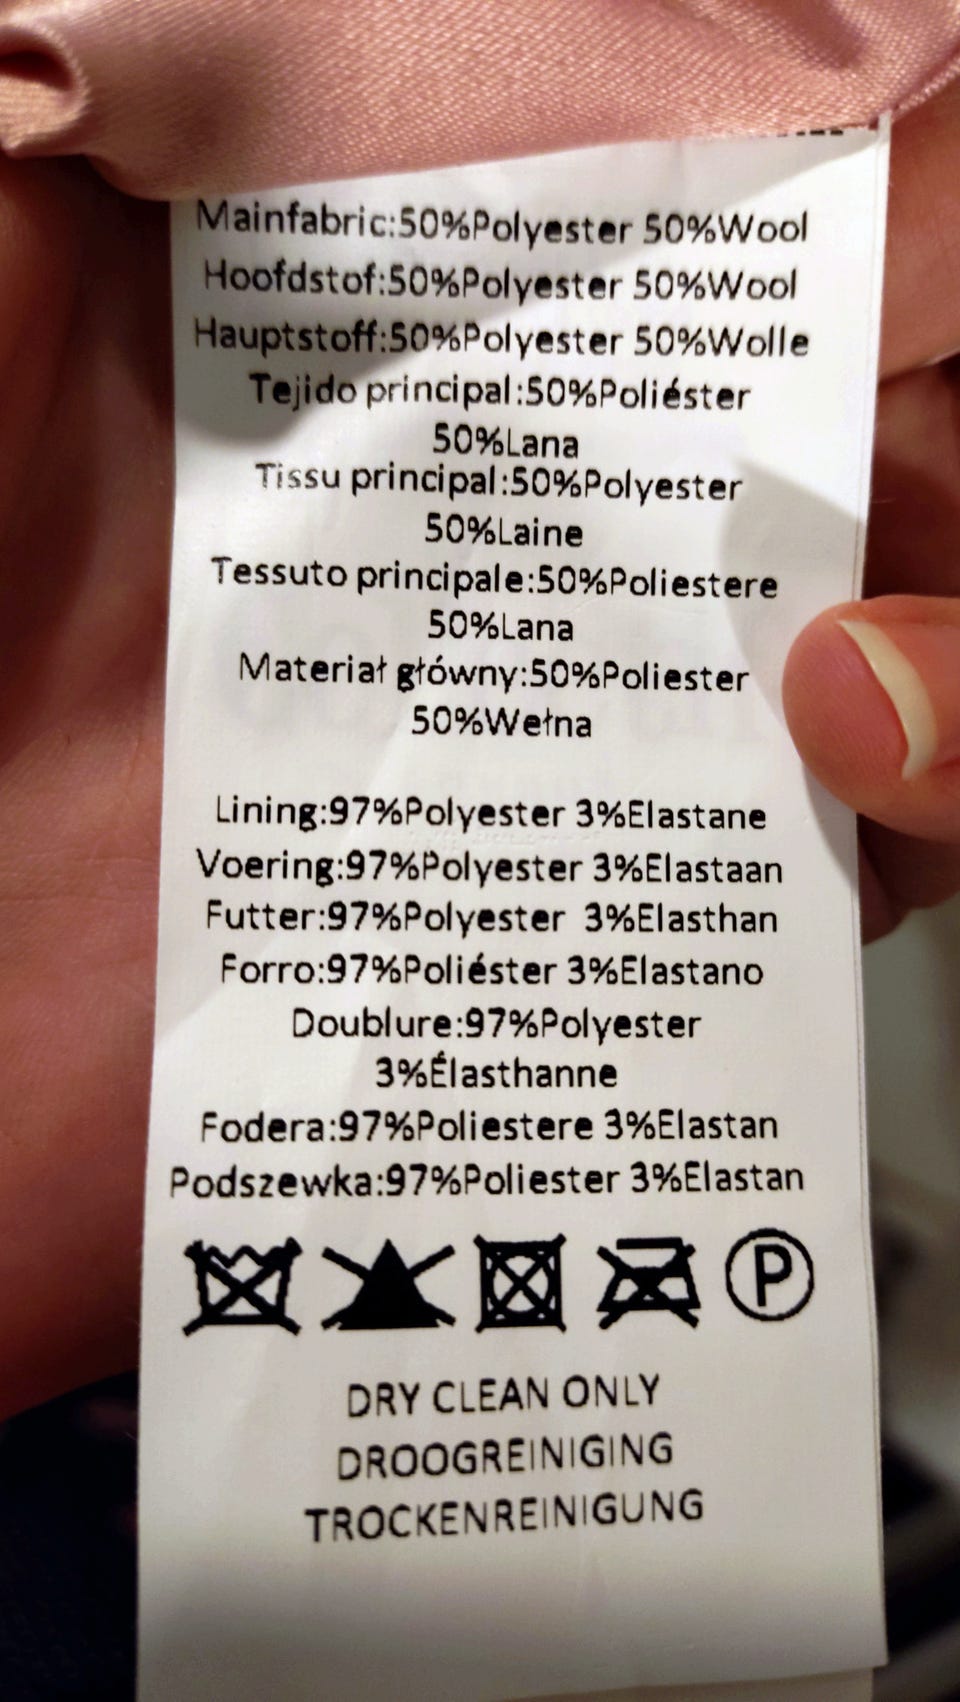 Mainfabric:50%Polyester 50%Wool
Hoofdstof:50%Polyester 50%Wool
Hauptstoff:50%Polyester 50%Wolle
Tejido principal:50%Poliéster
50%Lana
Tissu principal:50%Polyester
50%Laine
Tessuto principale:50%Poliestere
50%Lana
Materiał główny:50%Poliester
50%Wełna
Lining:97%Polyester 3%Elastane
Voering:97%Polyester 3%Elastaan
Futter:97%Polyester 3%Elasthan
Forro:97%Poliéster 3%Elastano
Doublure:97%Polyester
3%Élasthanne
Fodera:97%Poliestere 3%Elastan
Podszewka:97%Poliester 3%Elastan
P
DRY CLEAN ONLY
DROOGREINIGING
TROCKENREINIGUNG